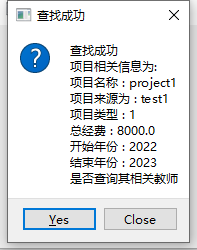 查找成功
查找成功
项目相关信息为:
项目名称：project1
项目来源为：test1
项目类型：1
总经费：8000.0
开始年份：2022
结束年份：2023
是否查询其相关教师
Yes
Close